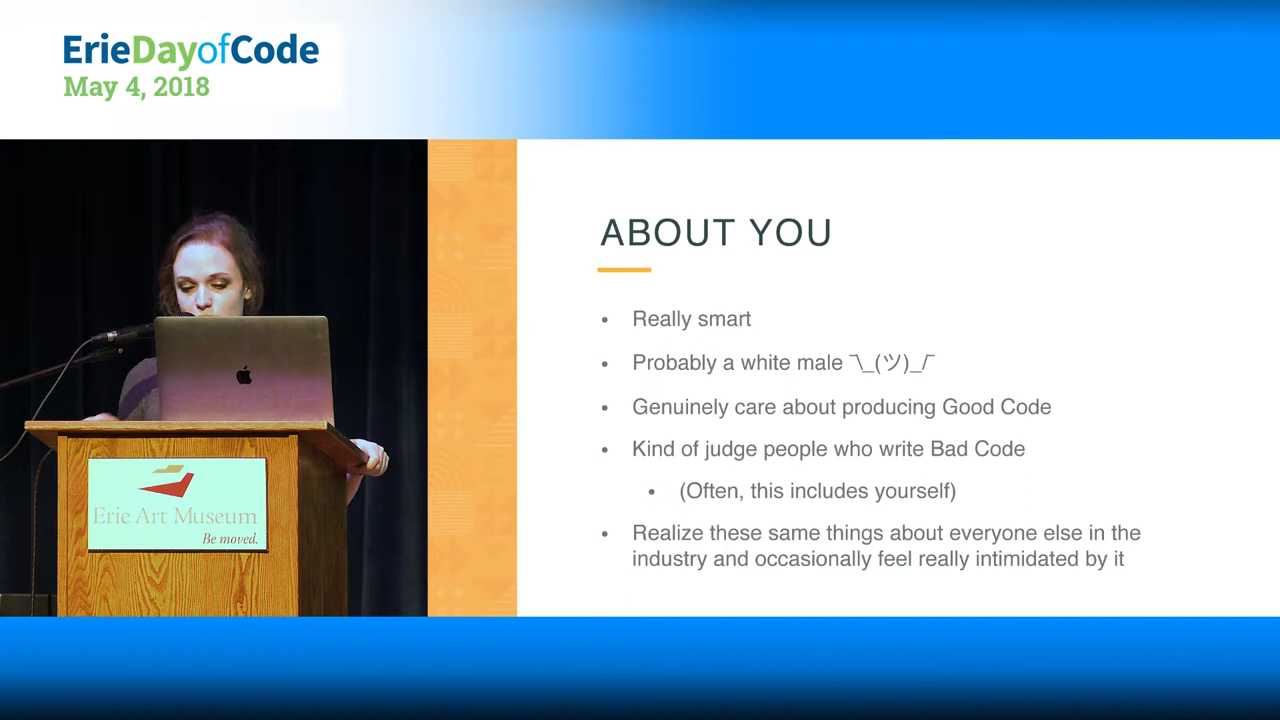 ErieDayofCode
May 4, 2018
ABOUT YOU
• Really smart
• Probably a white male ¯\_(ツ)_/¯
• Genuinely care about producing Good Code
• Kind of judge people who write Bad Code
• (Often, this includes yourself)
• Realize these same things about everyone else in the
industry and occasionally feel really intimidated by it
Erie Art Museum
Be moved.